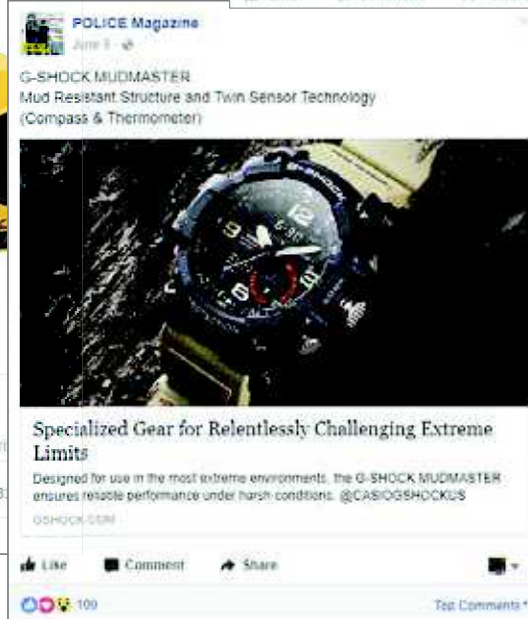 POLICE Magazine
June 5
G-SHOCK MUDMASTER
Mud Resistant Structure and Twin Sensor Technology
(Compass & Thermometer)
G-SHOCK
12
9
6
Specialized Gear for Relentlessly Challenging Extreme
Limits
Designed for use in the most extreme environments, the G-SHOCK MUDMASTER
ensures reliable performance under harsh conditions. @CASIOGSHOCKUS
GSHOCK.COM
Like Comment Share
100 Top Comments